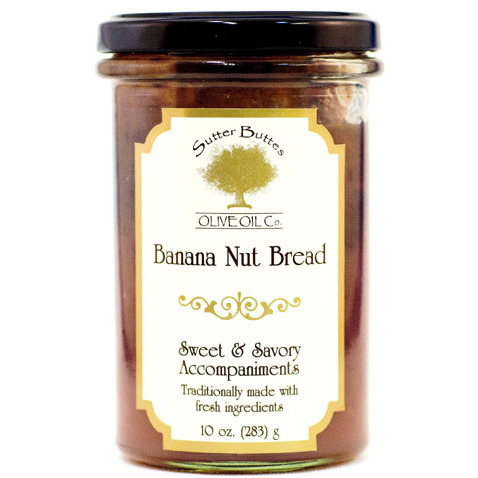 Sutter Buttes
OLIVE OIL Co.
Banana Nut Bread
Sweet & Savory
Accompaniments
Traditionally made with
fresh ingredients
10 oz. (283) g